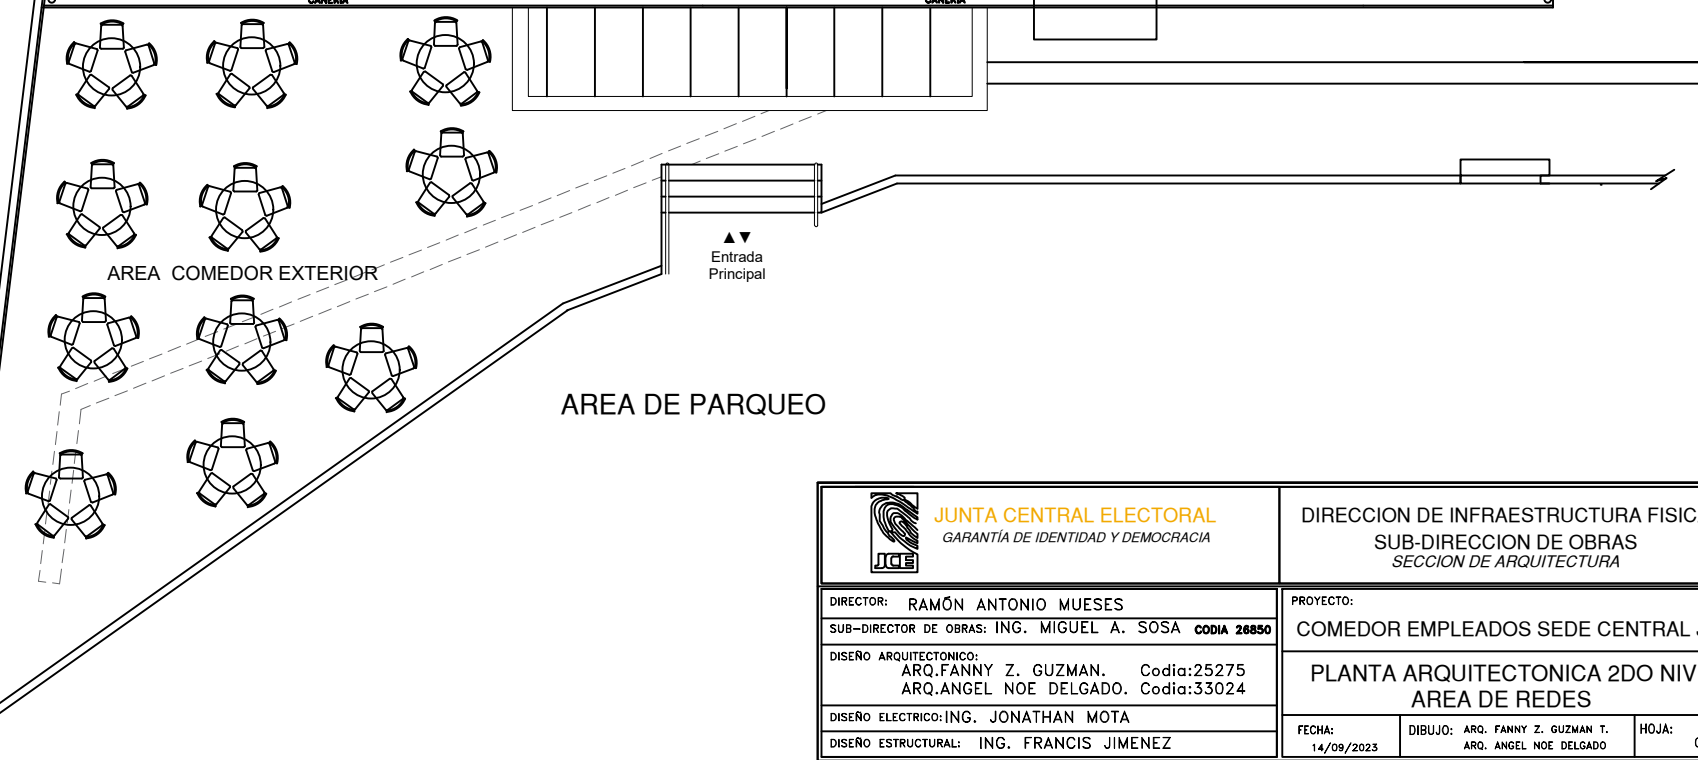 CAÑERIA
CAÑERIA
Entrada
Principal
AREA COMEDOR EXTERIOR
AREA DE PARQUEO
JCE
JUNTA CENTRAL ELECTORAL
GARANTÍA DE IDENTIDAD Y DEMOCRACIA
DIRECCION DE INFRAESTRUCTURA FISIC
SUB-DIRECCION DE OBRAS
SECCION DE ARQUITECTURA
DIRECTOR: RAMÓN ANTONIO MUESES
SUB-DIRECTOR DE OBRAS: ING. MIGUEL A. SOSA CODIA 26850
DISEÑO ARQUITECTONICO:
ARQ.FANNY Z. GUZMAN. Codia:25275
ARQ.ANGEL NOE DELGADO. Codia:33024
DISEÑO ELECTRICO: ING. JONATHAN MOTA
DISEÑO ESTRUCTURAL: ING. FRANCIS JIMENEZ
PROYECTO:
COMEDOR EMPLEADOS SEDE CENTRAL
PLANTA ARQUITECTONICA 2DO NIV
AREA DE REDES
FECHA:
14/09/2023
DIBUJO: ARQ. FANNY Z. GUZMAN T.
ARQ. ANGEL NOE DELGADO
HOJA: